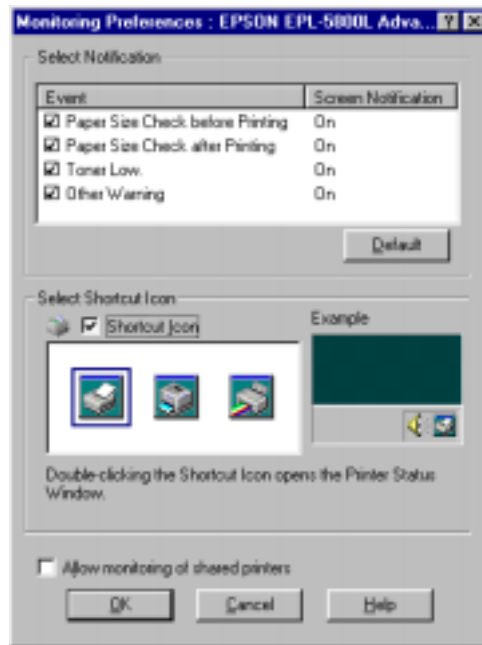 Monitoring Preferences : EPSON EPL-5800L Adva...
Select Notification
Event Screen Notification
Paper Size Check before Printing On
Paper Size Check after Printing On
Toner Low. On
Other Warning On
Default
Select Shortcut Icon
Shortcut Icon
Example
Double-clicking the Shortcut Icon opens the Printer Status
Window.
Allow monitoring of shared printers
OK Cancel Help